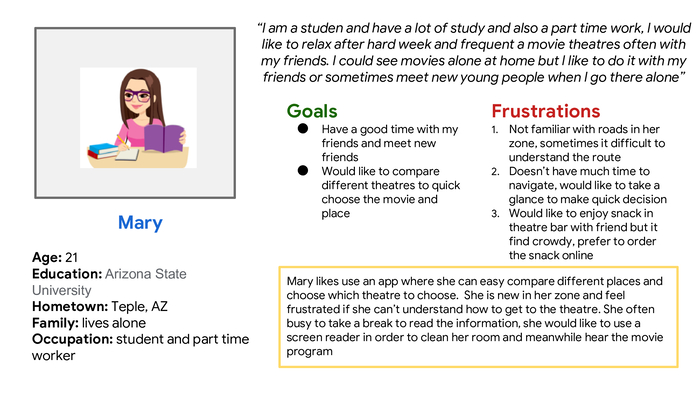 “I am a studen and have a lot of study and also a part time work, I would
like to relax after hard week and frequent a movie theatres often with
my friends. I could see movies alone at home but I like to do it with my
friends or sometimes meet new young people when I go there alone”
Mary
Age: 21
Education: Arizona State
University
Hometown: Teple, AZ
Family: lives alone
Occupation: student and part time
worker
Goals
● Have a good time with my
friends and meet new
friends
● Would like to compare
different theatres to quick
choose the movie and
place
Frustrations
1. Not familiar with roads in her
zone, sometimes it difficult to
understand the route
2. Doesn’t have much time to
navigate, would like to take a
glance to make quick decision
3. Would like to enjoy snack in
theatre bar with friend but it
find crowdy, prefer to order
the snack online
Mary likes use an app where she can easy compare different places and
choose which theatre to choose. She is new in her zone and feel
frustrated if she can’t understand how to get to the theatre. She often
busy to take a break to read the information, she would like to use a
screen reader in order to clean her room and meanwhile hear the movie
program